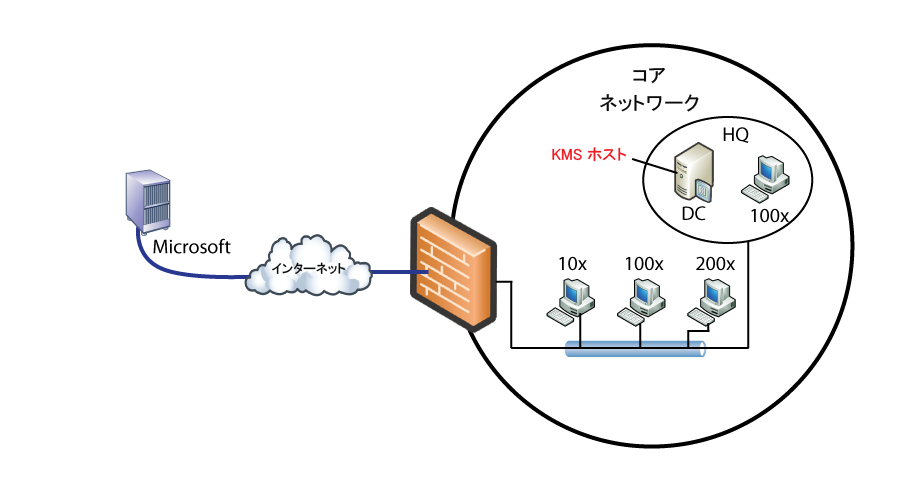 コア
ネットワーク
HQ
KMS ホスト
DC
100x
Microsoft
インターネット
10x
100x
200x